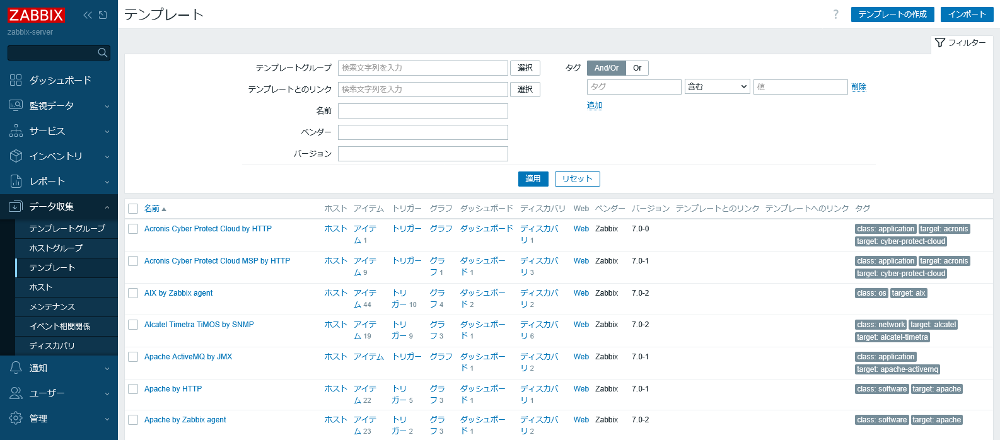 ZABBIX
zabbix-server
ダッシュボード
監視データ
サービス
インベントリ
レポート
データ収集
テンプレートグループ
ホストグループ
テンプレート
ホスト
メンテナンス
イベント相関関係
ディスカバリ
通知
ユーザー
管理
テンプレート
? テンプレートの作成 インポート
フィルター
テンプレートグループ 検索文字列を入力 選択
テンプレートとのリンク 検索文字列を入力 選択
名前
ベンダー
バージョン
タグ And/Or Or
タグ 含む 値 削除
追加
適用 リセット
名前 ホスト アイテム トリガー グラフ ダッシュボード ディスカバリ Web ベンダー バージョン テンプレートとのリンク テンプレートへのリンク タグ
Acronis Cyber Protect Cloud by HTTP ホスト アイテム 1 トリガー グラフ ダッシュボード ディスカバリ 1 Web Zabbix 7.0-0 class: application target: acronis
target: cyber-protect-cloud
Acronis Cyber Protect Cloud MSP by HTTP ホスト アイテム 9 トリガー グラフ 1 ダッシュボード 1 ディスカバリ 3 Web Zabbix 7.0-1 class: application target: acronis
target: cyber-protect-cloud
AIX by Zabbix agent ホスト アイテム 44 トリガー 10 グラフ 4 ダッシュボード 2 ディスカバリ 2 Web Zabbix 7.0-2 class: os target: aix
Alcatel Timetra TiMOS by SNMP ホスト アイテム 19 トリガー 9 グラフ 3 ダッシュボード 1 ディスカバリ 6 Web Zabbix 7.0-2 class: network target: alcatel
target: alcatel-timetra
Apache ActiveMQ by JMX ホスト アイテム トリガー グラフ ダッシュボード 1 ディスカバリ 2 Web Zabbix 7.0-1 class: application
target: apache-activemq
Apache by HTTP ホスト アイテム 22 トリガー 5 グラフ 3 ダッシュボード 1 ディスカバリ 1 Web Zabbix 7.0-1 class: software target: apache
Apache by Zabbix agent ホスト アイテム 23 トリガー 2 グラフ 3 ダッシュボード 1 ディスカバリ 2 Web Zabbix 7.0-2 class: software target: apache